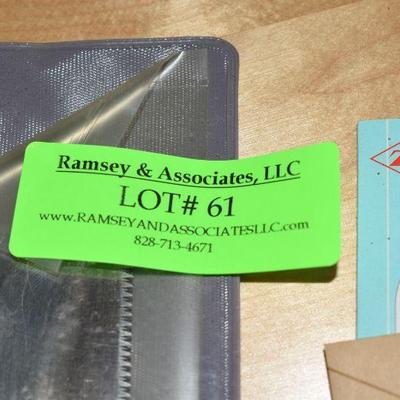 Ramsey & Associates, LLC
LOT# 61
www.RAMSEYANDASSOCIATESLLC.com
828-713-4671